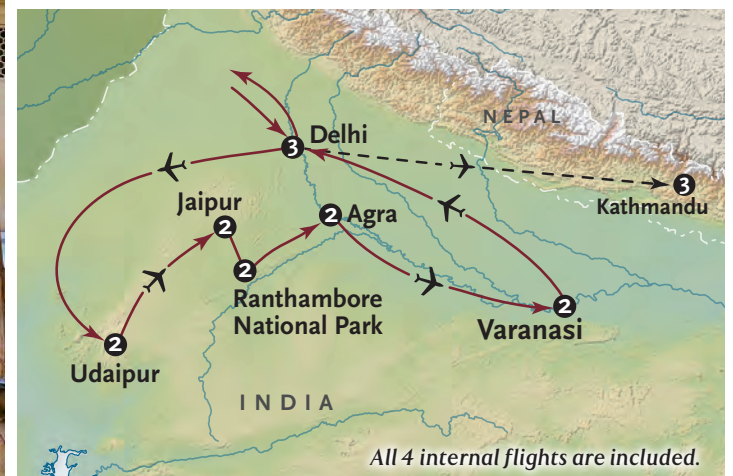 NEPAL
Delhi
3
3
Kathmandu
Jaipur
2
2
Agra
2
Ranthambore
National Park
2
Varanasi
2
Udaipur
INDIA
All 4 internal flights are included.